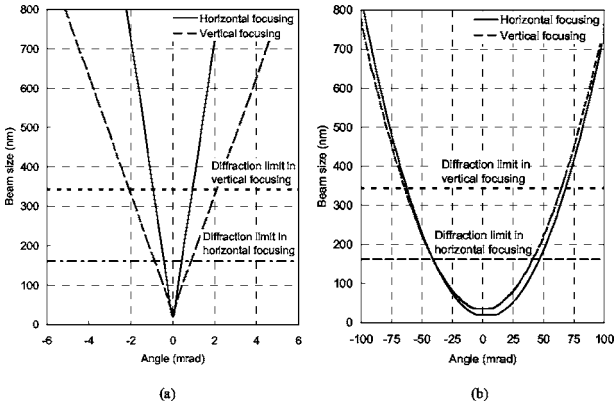 800
700
600
500
400
300
200
100
0
Beam size (nm)
Horizontal focusing
Vertical focusing
Diffraction limit in
vertical focusing
Diffraction limit in
horizontal focusing
-6 -4 -2 0 2 4 6
Angle (mrad)
(a)
800
700
600
500
400
300
200
100
0
Beam size (nm)
Horizontal focusing
Vertical focusing
Diffraction limit in
vertical focusing
Diffraction limit in
horizontal focusing
-100 -75 -50 -25 0 25 50 75 100
Angle (mrad)
(b)